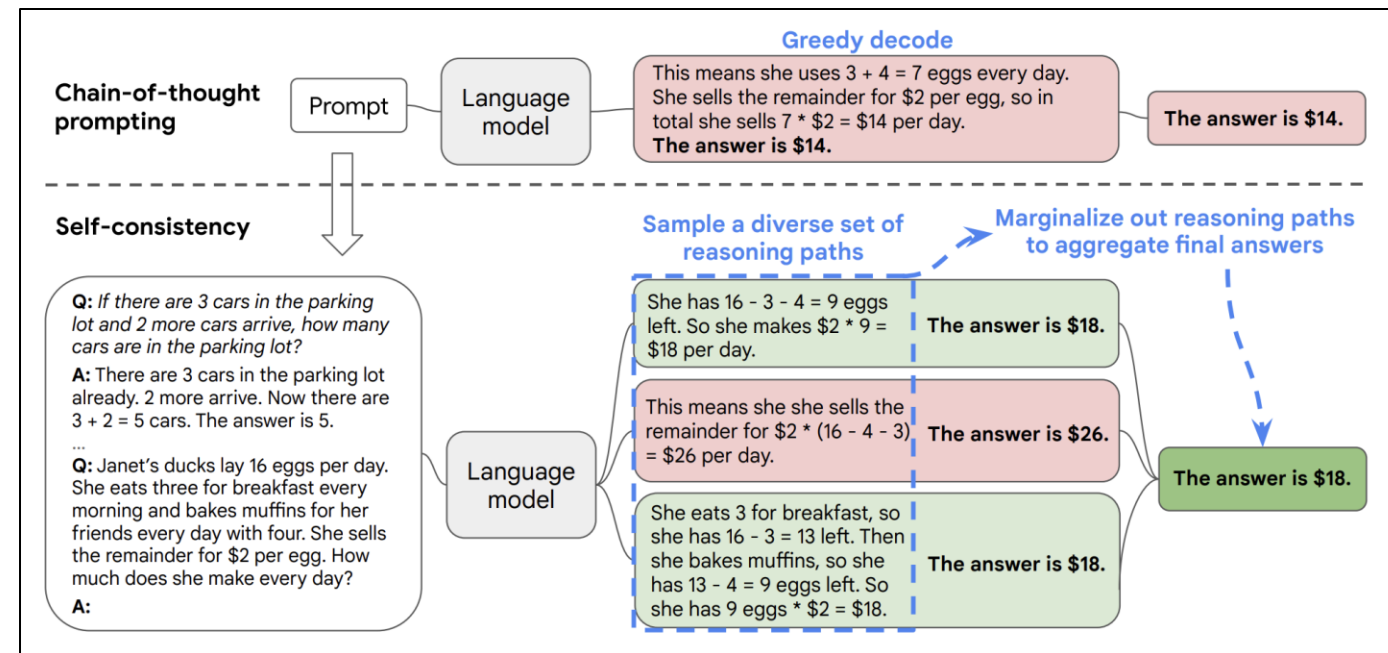 Greedy decode
Chain-of-thought
prompting
Prompt
Language
model
This means she uses 3 + 4 = 7 eggs every day.
She sells the remainder for $2 per egg, so in
total she sells 7 * $2 = $14 per day.
The answer is $14.
The answer is $14.
Self-consistency
Sample a diverse set of
reasoning paths
Marginalize out reasoning paths
to aggregate final answers
Q: If there are 3 cars in the parking
lot and 2 more cars arrive, how many
cars are in the parking lot?
A: There are 3 cars in the parking lot
already. 2 more arrive. Now there are
3 + 2 = 5 cars. The answer is 5.
...
Q: Janet's ducks lay 16 eggs per day.
She eats three for breakfast every
morning and bakes muffins for her
friends every day with four. She sells
the remainder for $2 per egg. How
much does she make every day?
A:
Language
model
She has 16 - 3 - 4 = 9 eggs
left. So she makes $2 * 9 =
$18 per day.
The answer is $18.
This means she she sells the
remainder for $2 * (16 - 4 - 3)
= $26 per day.
The answer is $26.
She eats 3 for breakfast, so
she has 16 - 3 = 13 left. Then
she bakes muffins, so she
has 13 - 4 = 9 eggs left. So
she has 9 eggs * $2 = $18.
The answer is $18.
The answer is $18.